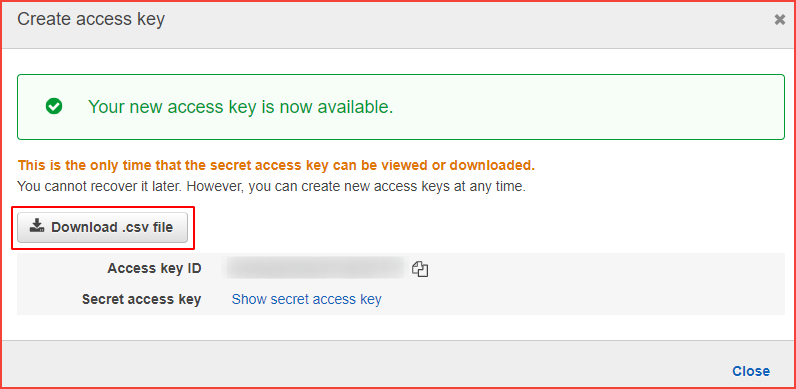 Create access key
Your new access key is now available.
This is the only time that the secret access key can be viewed or downloaded.
You cannot recover it later. However, you can create new access keys at any time.
Download .csv file
Access key ID
Secret access key Show secret access key
Close